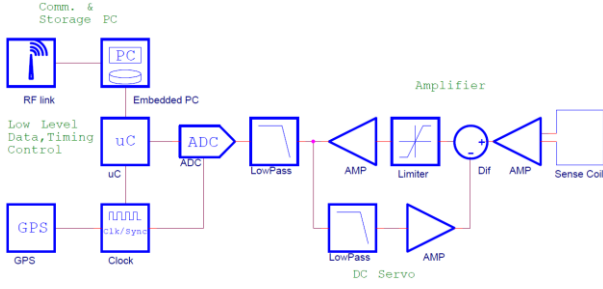 Comm. &
Storage PC
PC
RF link
Embedded PC
Amplifier
Low Level
Data,Timing
Control
uC
uC
ADC
ADC
LowPass
AMP
Limiter
+
-
Dif
AMP
Sense Coil
GPS
GPS
Clk/Sync
Clock
LowPass
AMP
DC Servo